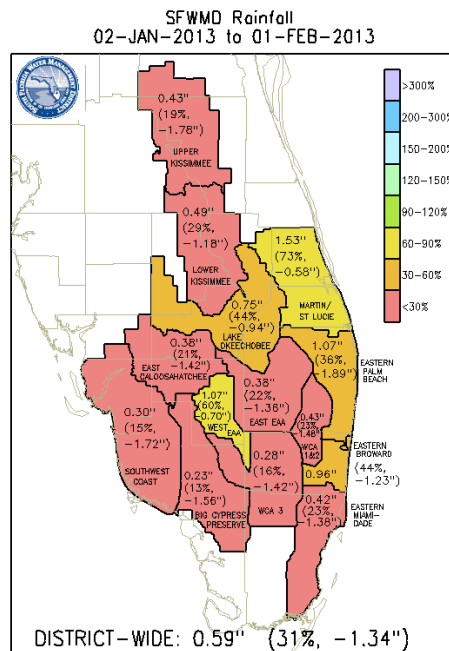 SFWMD Rainfall
02-JAN-2013 to 01-FEB-2013
SOUTH FLORIDA WATER MANAGEMENT DISTRICT
0.43"
(19%,
-1.78")
UPPER
KISSIMMEE
0.49"
(29%,
-1.18")
LOWER
KISSIMMEE
1.53"
(73%,
-0.58")
MARTIN/
ST LUCIE
0.75"
(44%,
-0.94")
LAKE
OKEECHOBEE
0.38"
(21%,
-1.42")
EAST
CALOOSAHATCHEE
1.07"
(36%,
-1.89")
EASTERN
PALM
BEACH
1.07"
(60%,
-0.70")
WEST
EAA
0.38"
(22%,
-1.36")
EAST EAA
0.43"
(23%,
-1.48")
WCA
1&2
0.30"
(15%,
-1.72")
SOUTHWEST
COAST
0.23"
(13%,
-1.56")
BIG CYPRESS
PRESERVE
0.28"
(16%,
-1.42")
WCA 3
EASTERN
BROWARD
0.96"
(44%,
-1.23")
0.42"
(23%,
-1.38")
EASTERN
MIAMI-
DADE
>300%
200-300%
150-200%
120-150%
90-120%
60-90%
30-60%
<30%
DISTRICT-WIDE: 0.59" (31%, -1.34")